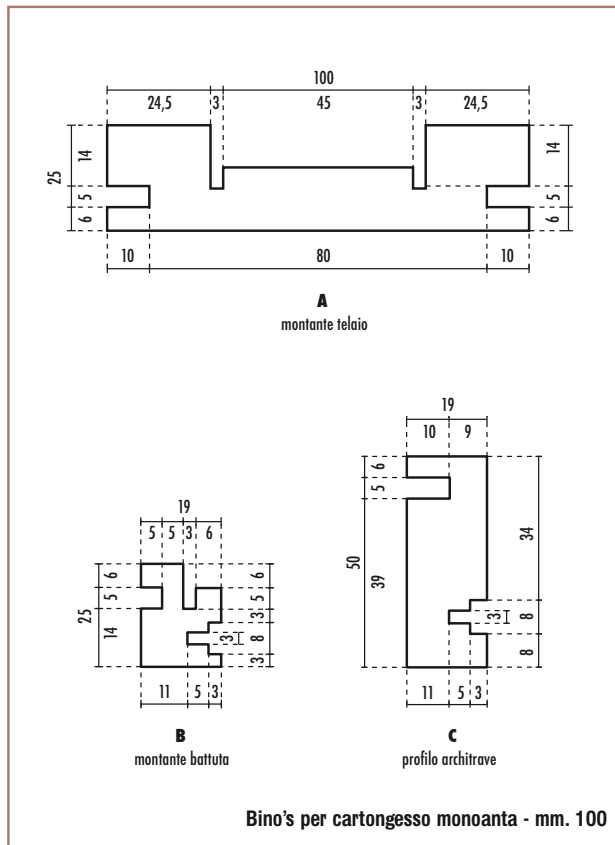 100
24,5 3 45 3 24,5
25 14 5 6
14 5 6
10 80 10
A
montante telaio
19
10 9
6 5
50 39
34
3 8
8
11 5 3
C
profilo architrave
19
5 5 3 6
25 6 5 14
6 5 3
3 8
3
11 5 3
B
montante battuta
Bino’s per cartongesso monoanta - mm. 100